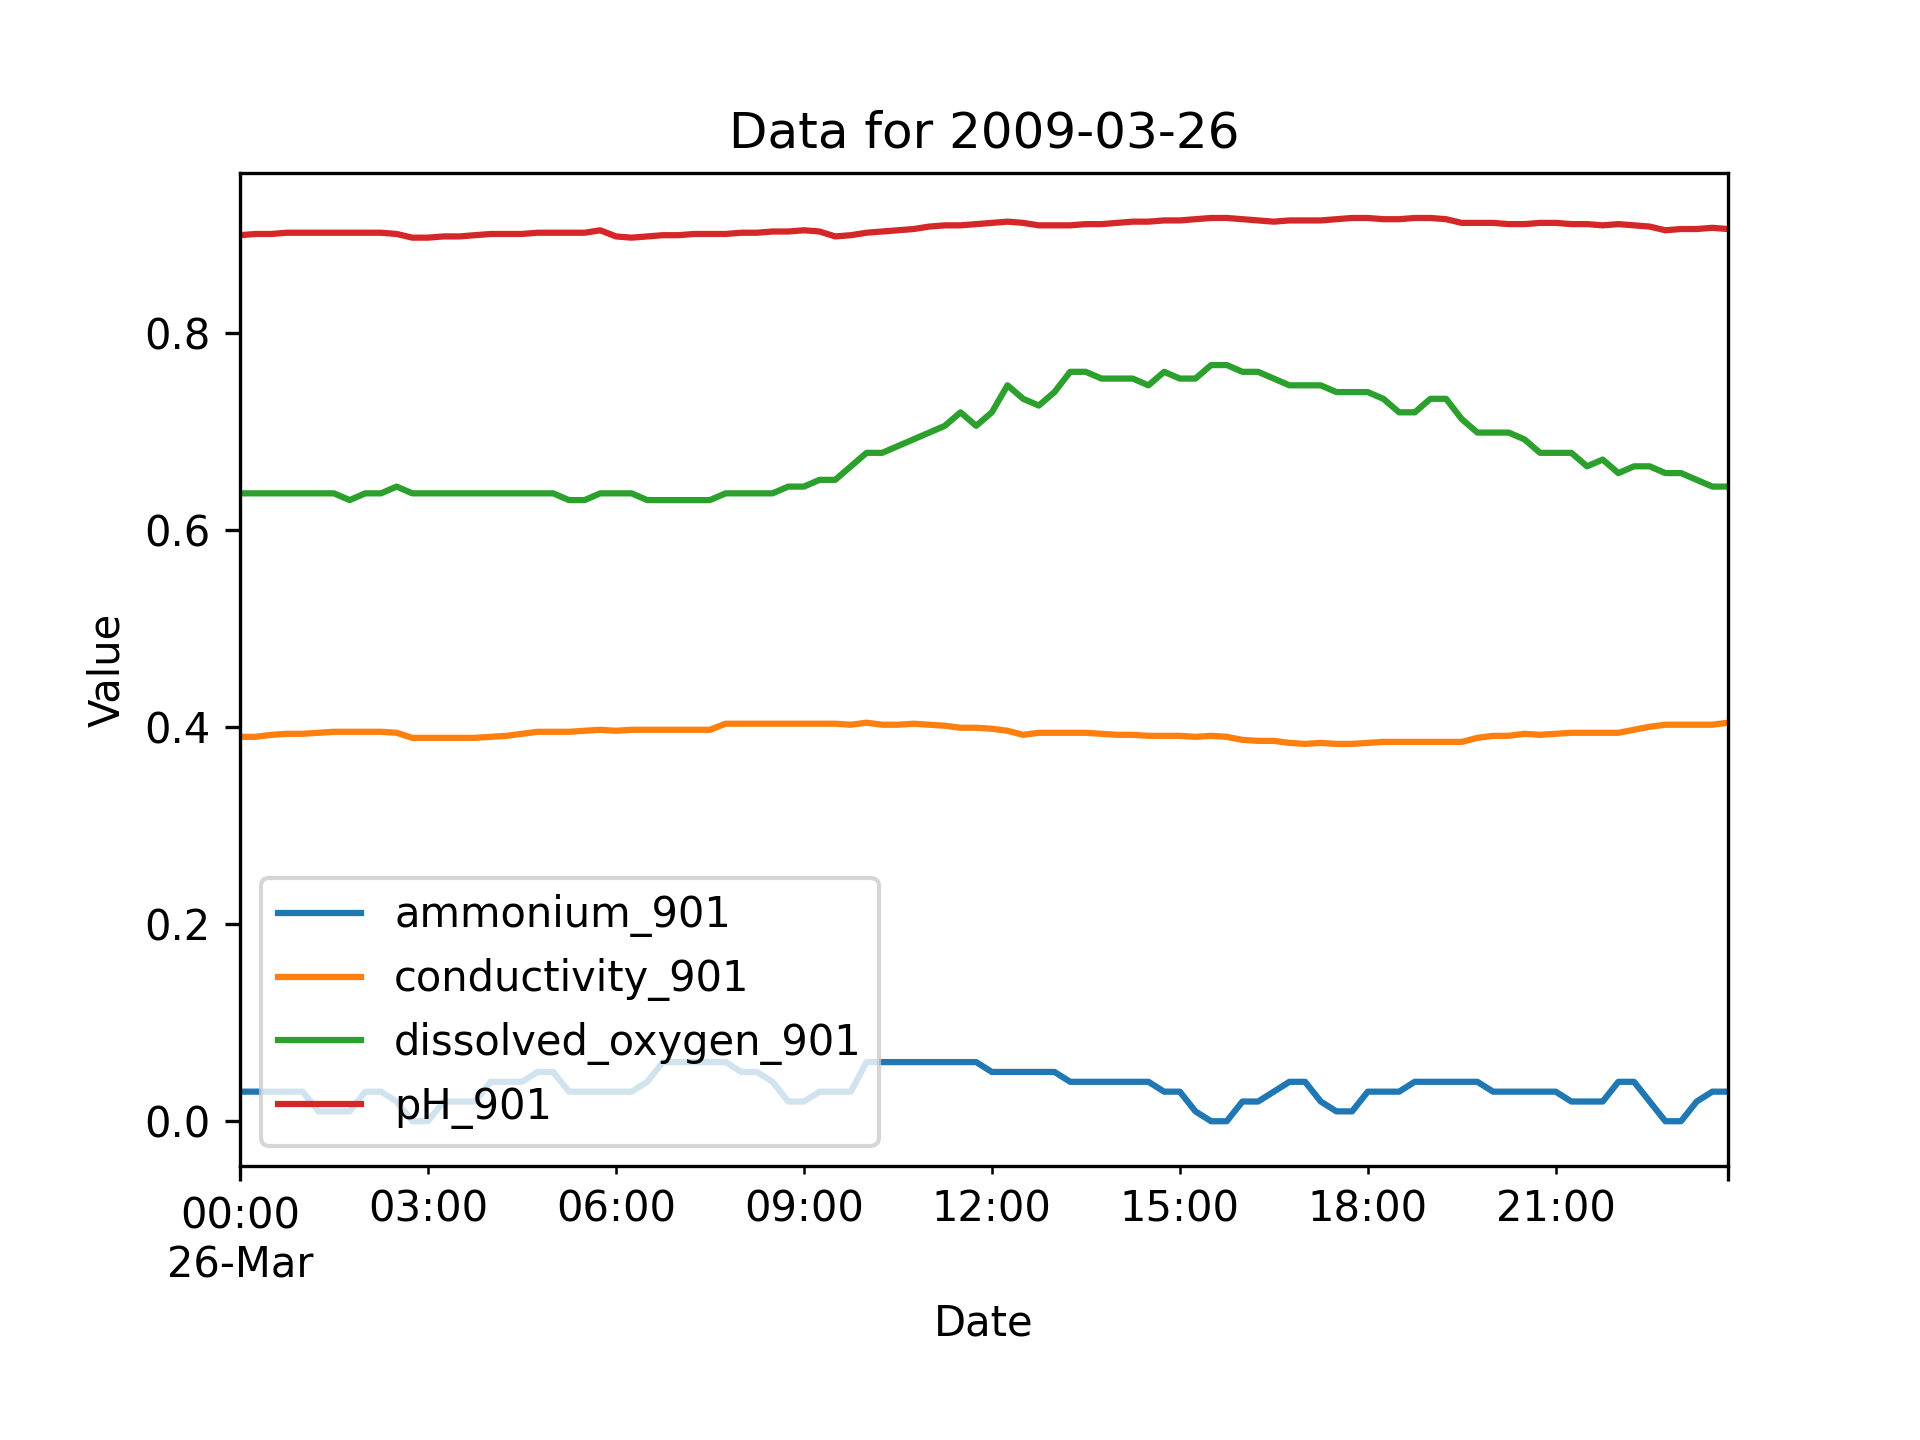 Data for 2009-03-26
Value
0.8
0.6
0.4
0.2
0.0
ammonium_901
conductivity_901
dissolved_oxygen_901
pH_901
00:00 03:00 06:00 09:00 12:00 15:00 18:00 21:00
26-Mar
Date